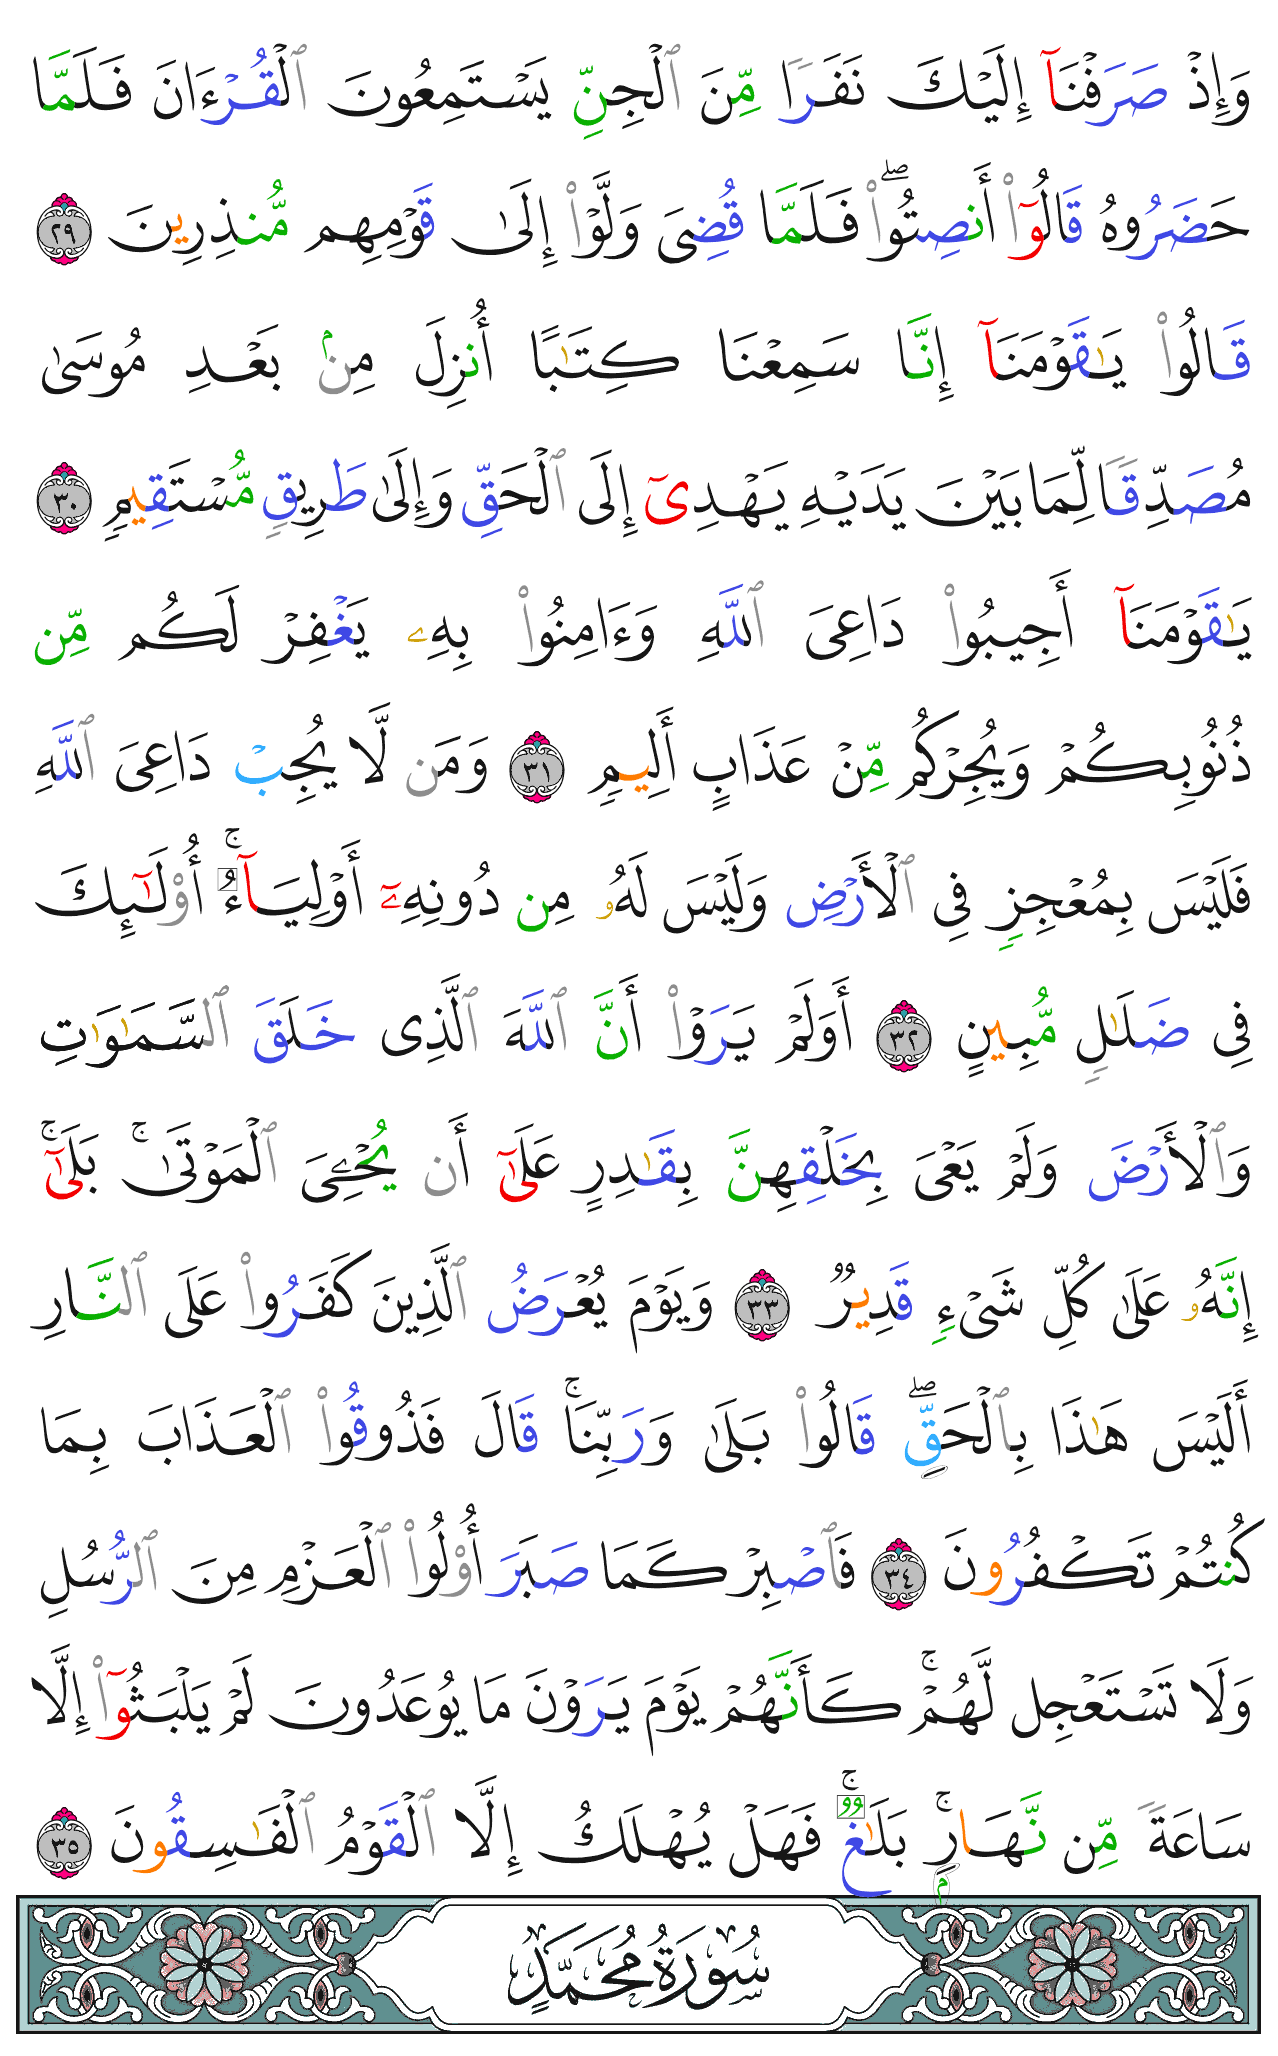 وَإِذْ صَرَفْنَآ إِلَيْكَ نَفَرًا مِّنَ ٱلْجِنِّ يَسْتَمِعُونَ ٱلْقُرْءَانَ فَلَمَّا
حَضَرُوهُ قَالُوٓا۟ أَنصِتُوا۟ ۖ فَلَمَّا قُضِىَ وَلَّوْا۟ إِلَىٰ قَوْمِهِم مُّنذِرِينَ ٢٩
قَالُوا۟ يَـٰقَوْمَنَآ إِنَّا سَمِعْنَا كِتَـٰبًا أُنزِلَ مِنۢ بَعْدِ مُوسَىٰ
مُصَدِّقًا لِّمَا بَيْنَ يَدَيْهِ يَهْدِىٓ إِلَى ٱلْحَقِّ وَإِلَىٰ طَرِيقٍ مُّسْتَقِيمٍ ٣٠
يَـٰقَوْمَنَآ أَجِيبُوا۟ دَاعِىَ ٱللَّهِ وَءَامِنُوا۟ بِهِۦ يَغْفِرْ لَكُم مِّن
ذُنُوبِكُمْ وَيُجِرْكُم مِّنْ عَذَابٍ أَلِيمٍ ٣١ وَمَن لَّا يُجِبْ دَاعِىَ ٱللَّهِ
فَلَيْسَ بِمُعْجِزٍ فِى ٱلْأَرْضِ وَلَيْسَ لَهُۥ مِن دُونِهِۦٓ أَوْلِيَآءُ ۚ أُو۟لَـٰٓئِكَ
فِى ضَلَـٰلٍ مُّبِينٍ ٣٢ أَوَلَمْ يَرَوْا۟ أَنَّ ٱللَّهَ ٱلَّذِى خَلَقَ ٱلسَّمَـٰوَٰتِ
وَٱلْأَرْضَ وَلَمْ يَعْىَ بِخَلْقِهِنَّ بِقَـٰدِرٍ عَلَىٰٓ أَن يُحْـِۧىَ ٱلْمَوْتَىٰ ۚ بَلَىٰٓ ۚ
إِنَّهُۥ عَلَىٰ كُلِّ شَىْءٍ قَدِيرٌ ٣٣ وَيَوْمَ يُعْرَضُ ٱلَّذِينَ كَفَرُوا۟ عَلَى ٱلنَّارِ
أَلَيْسَ هَـٰذَا بِٱلْحَقِّ ۖ قَالُوا۟ بَلَىٰ وَرَبِّنَا ۚ قَالَ فَذُوقُوا۟ ٱلْعَذَابَ بِمَا
كُنتُمْ تَكْفُرُونَ ٣٤ فَٱصْبِرْ كَمَا صَبَرَ أُو۟لُوا۟ ٱلْعَزْمِ مِنَ ٱلرُّسُلِ
وَلَا تَسْتَعْجِل لَّهُمْ ۚ كَأَنَّهُمْ يَوْمَ يَرَوْنَ مَا يُوعَدُونَ لَمْ يَلْبَثُوٓا۟ إِلَّا
سَاعَةً مِّن نَّهَارٍۭ ۚ بَلَـٰغٌ ۚ فَهَلْ يُهْلَكُ إِلَّا ٱلْقَوْمُ ٱلْفَـٰسِقُونَ ٣٥
سُورَةُ مُحَمَّدٍ